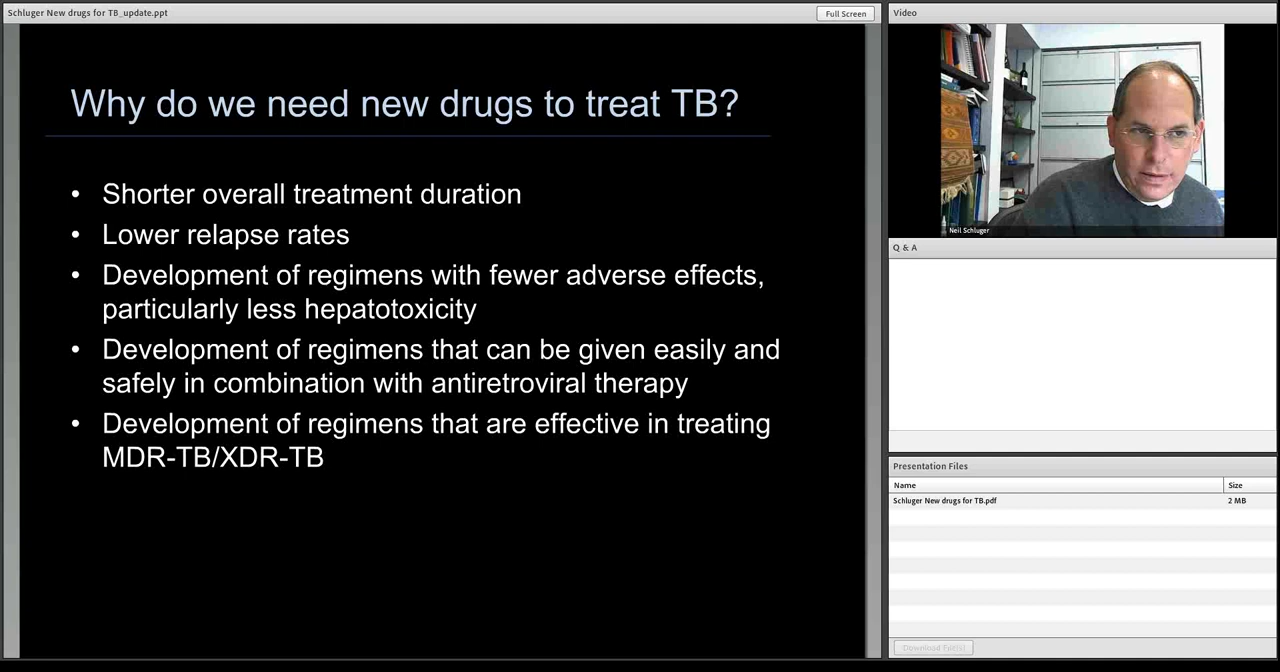 Schluger New drugs for TB_update.ppt
Full Screen
Why do we need new drugs to treat TB?
• Shorter overall treatment duration
• Lower relapse rates
• Development of regimens with fewer adverse effects,
particularly less hepatotoxicity
• Development of regimens that can be given easily and
safely in combination with antiretroviral therapy
• Development of regimens that are effective in treating
MDR-TB/XDR-TB
Video
Neil Schluger
Q & A
Presentation Files
Name Size
Schluger New drugs for TB.pdf 2 MB
Download File(s)